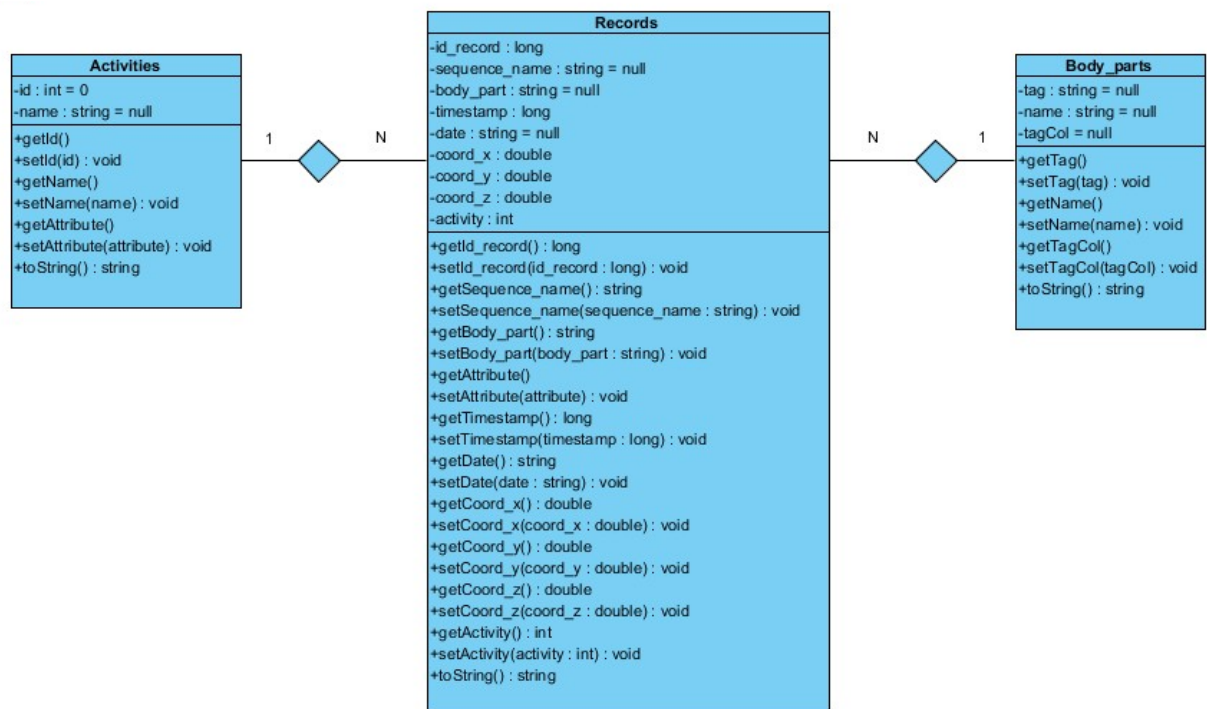 Activities
-id : int = 0
-name : string = null
+getId()
+setId(id) : void
+getName()
+setName(name) : void
+getAttribute()
+setAttribute(attribute) : void
+toString() : string
1
N
Records
-id_record : long
-sequence_name : string = null
-body_part : string = null
-timestamp : long
-date : string = null
-coord_x : double
-coord_y : double
-coord_z : double
-activity : int
+getId_record() : long
+setId_record(id_record : long) : void
+getSequence_name() : string
+setSequence_name(sequence_name : string) : void
+getBody_part() : string
+setBody_part(body_part : string) : void
+getAttribute()
+setAttribute(attribute) : void
+getTimestamp() : long
+setTimestamp(timestamp : long) : void
+getDate() : string
+setDate(date : string) : void
+getCoord_x() : double
+setCoord_x(coord_x : double) : void
+getCoord_y() : double
+setCoord_y(coord_y : double) : void
+getCoord_z() : double
+setCoord_z(coord_z : double) : void
+getActivity() : int
+setActivity(activity : int) : void
+toString() : string
N
1
Body_parts
-tag : string = null
-name : string = null
-tagCol = null
+getTag()
+setTag(tag) : void
+getName()
+setName(name) : void
+getTagCol()
+setTagCol(tagCol) : void
+toString() : string